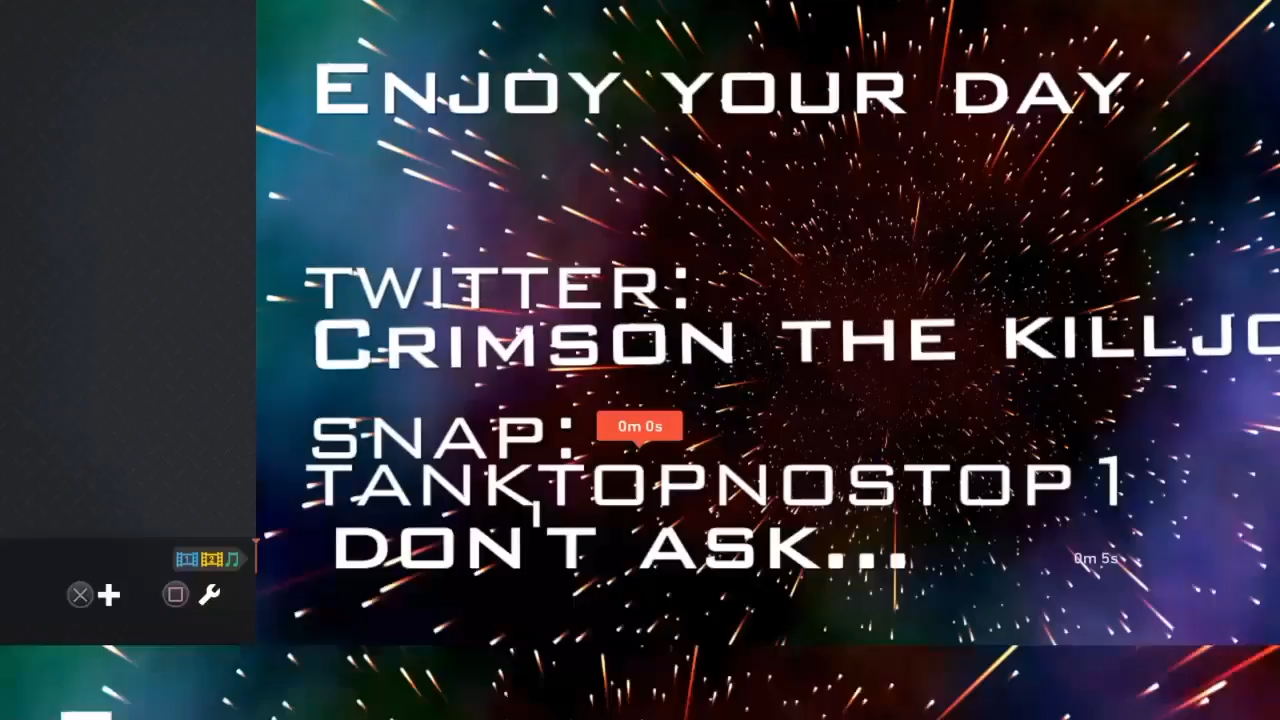 Enjoy your day
Twitter:
Crimson the killjo
Snap:
0m 0s
Tanktopnostop1
Don't ask...
0m 5s